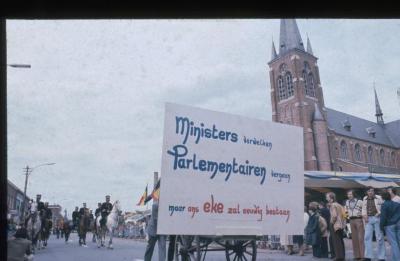 Ministers verdwijnen
Parlementairen vergaan
maar ons eke zal eeuwig bestaan